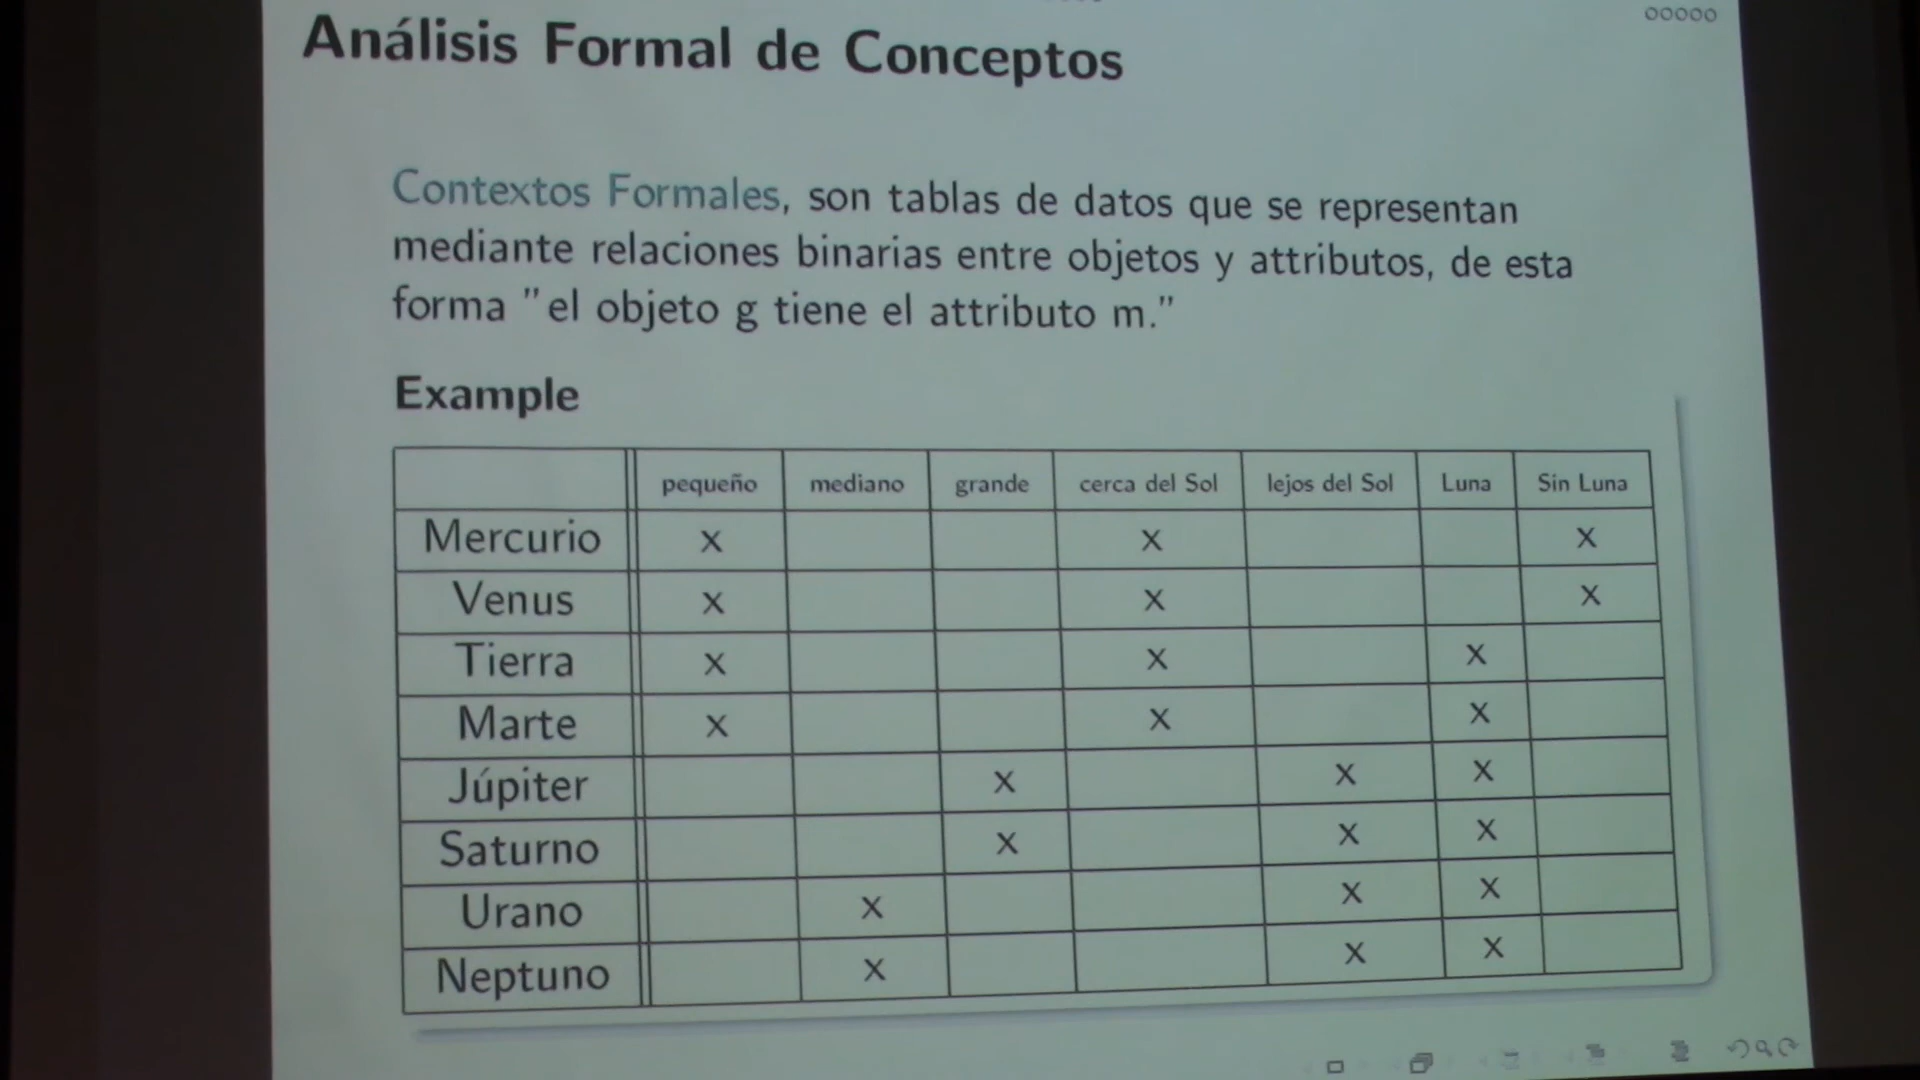 Análisis Formal de Conceptos
Contextos Formales, son tablas de datos que se representan
mediante relaciones binarias entre objetos y attributos, de esta
forma "el objeto g tiene el attributo m."
Example
pequeño mediano grande cerca del Sol lejos del Sol Luna Sin Luna
Mercurio x x x
Venus x x x
Tierra x x x
Marte x x x
Júpiter x x x
Saturno x x x
Urano x x x
Neptuno x x x